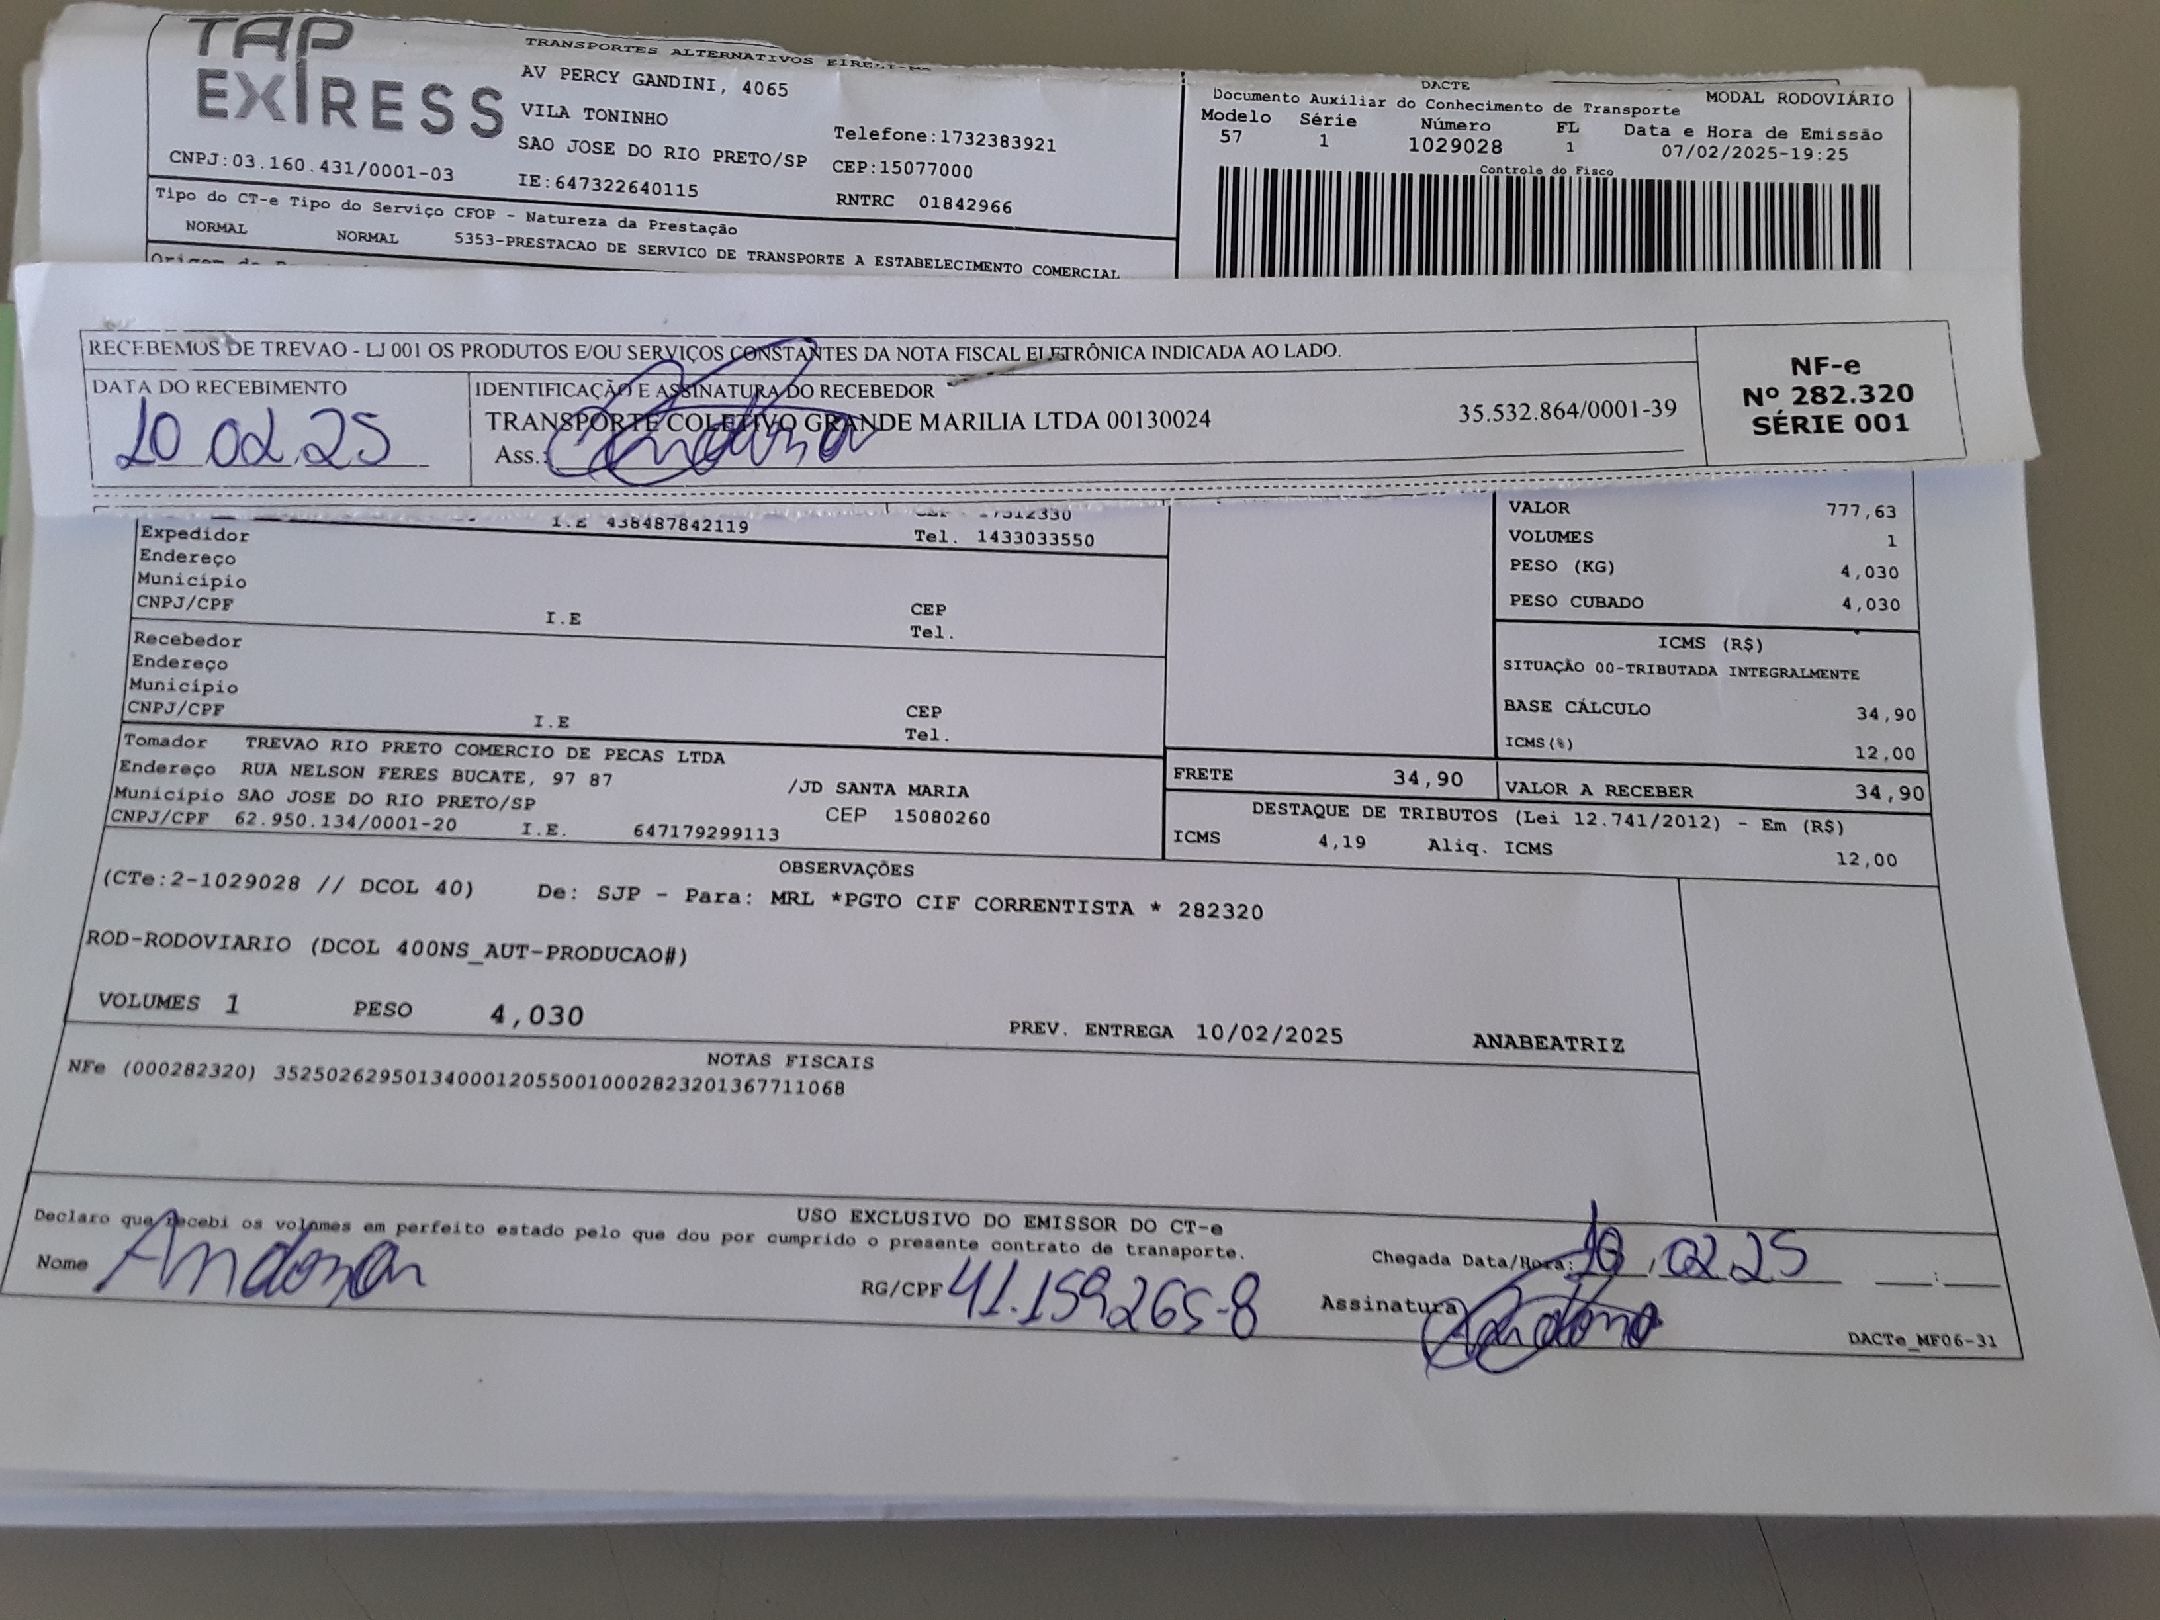 TAP
EXPRESS
TRANSPORTES ALTERNATIVOS
AV PERCY GANDINI, 4065
VILA TONINHO
SAO JOSE DO RIO PRETO/SP
IE:647322640115
Telefone:1732383921
CEP:15077000
RNTRC 01842966
CNPJ:03.160.431/0001-03
DACTE
MODAL RODOVIÁRIO
Documento Auxiliar do Conhecimento de Transporte
Modelo Série Número FL Data e Hora de Emissão
57 1 1029028 1 07/02/2025-19:25
Controle do Fisco
Tipo do CT-e Tipo do Serviço CFOP - Natureza da Prestação
NORMAL NORMAL 5353-PRESTACAO DE SERVICO DE TRANSPORTE A ESTABELECIMENTO COMERCIAL
RECEBEMOS DE TREVAO - LJ 001 OS PRODUTOS E/OU SERVIÇOS CONSTANTES DA NOTA FISCAL ELETRÔNICA INDICADA AO LADO.
DATA DO RECEBIMENTO
10 02 25
IDENTIFICAÇÃO E ASSINATURA DO RECEBEDOR
TRANSPORTE COLETIVO GRANDE MARILIA LTDA 00130024 35.532.864/0001-39
Ass.:
NF-e
Nº 282.320
SÉRIE 001
I.E 438487842119
Tel. 1433033550
Expedidor
Endereço
Município
CNPJ/CPF I.E CEP
Tel.
Recebedor
Endereço
Município
CNPJ/CPF I.E CEP
Tel.
Tomador TREVAO RIO PRETO COMERCIO DE PECAS LTDA
Endereço RUA NELSON FERES BUCATE, 97 87 /JD SANTA MARIA
Município SAO JOSE DO RIO PRETO/SP CEP 15080260
CNPJ/CPF 62.950.134/0001-20 I.E. 647179299113
VALOR 777,63
VOLUMES 1
PESO (KG) 4,030
PESO CUBADO 4,030
ICMS (R$)
SITUAÇÃO 00-TRIBUTADA INTEGRALMENTE
BASE CÁLCULO 34,90
ICMS(%) 12,00
FRETE 34,90 VALOR A RECEBER 34,90
DESTAQUE DE TRIBUTOS (Lei 12.741/2012) - Em (R$)
ICMS 4,19 Aliq. ICMS 12,00
OBSERVAÇÕES
(CTe:2-1029028 // DCOL 40) De: SJP - Para: MRL *PGTO CIF CORRENTISTA * 282320
ROD-RODOVIARIO (DCOL 400NS_AUT-PRODUCAO#)
VOLUMES 1 PESO 4,030 PREV. ENTREGA 10/02/2025 ANABEATRIZ
NOTAS FISCAIS
NFe (000282320) 35250262950134000120550010002823201367711068
USO EXCLUSIVO DO EMISSOR DO CT-e
Declaro que recebi os volumes em perfeito estado pelo que dou por cumprido o presente contrato de transporte.
Nome RG/CPF 41.159265-8
Chegada Data/Hora: 10 02 25 :
Assinatura
DACTe_MF06-31